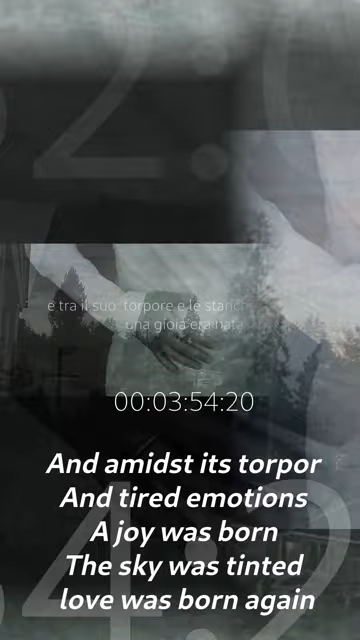 e tra il suo torpore e le stanch
una gioia era nata
00:03:54:20
And amidst its torpor
And tired emotions
A joy was born
The sky was tinted
love was born again